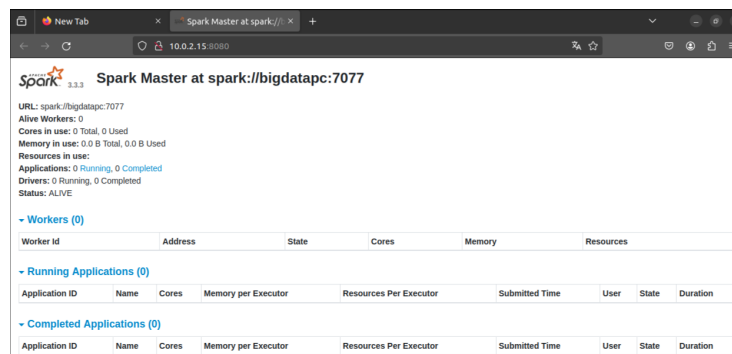 New Tab
Spark Master at spark://
10.0.2.15:8080
APACHE Spark 3.3.3 Spark Master at spark://bigdatapc:7077
URL: spark://bigdatapc:7077
Alive Workers: 0
Cores in use: 0 Total, 0 Used
Memory in use: 0.0 B Total, 0.0 B Used
Resources in use:
Applications: 0 Running, 0 Completed
Drivers: 0 Running, 0 Completed
Status: ALIVE
Workers (0)
Worker Id Address State Cores Memory Resources
Running Applications (0)
Application ID Name Cores Memory per Executor Resources Per Executor Submitted Time User State Duration
Completed Applications (0)
Application ID Name Cores Memory per Executor Resources Per Executor Submitted Time User State Duration